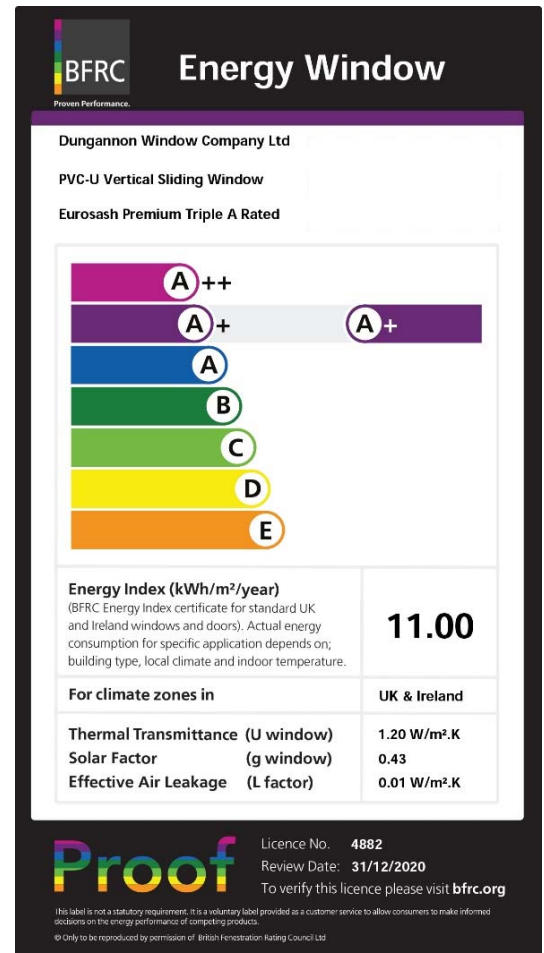 BFRC
Proven Performance.
Energy Window
Dungannon Window Company Ltd
PVC-U Vertical Sliding Window
Eurosash Premium Triple A Rated
A++
A+ A+
A
B
C
D
E
Energy Index (kWh/m²/year)
(BFRC Energy Index certificate for standard UK
and Ireland windows and doors). Actual energy
consumption for specific application depends on;
building type, local climate and indoor temperature.
11.00
For climate zones in UK & Ireland
Thermal Transmittance (U window) 1.20 W/m².K
Solar Factor (g window) 0.43
Effective Air Leakage (L factor) 0.01 W/m².K
Proof
Licence No. 4882
Review Date: 31/12/2020
To verify this licence please visit bfrc.org
This label is not a statutory requirement. It is a voluntary label provided as a customer service to allow consumers to make informed
decisions on the energy performance of competing products.
© Only to be reproduced by permission of British Fenestration Rating Council Ltd